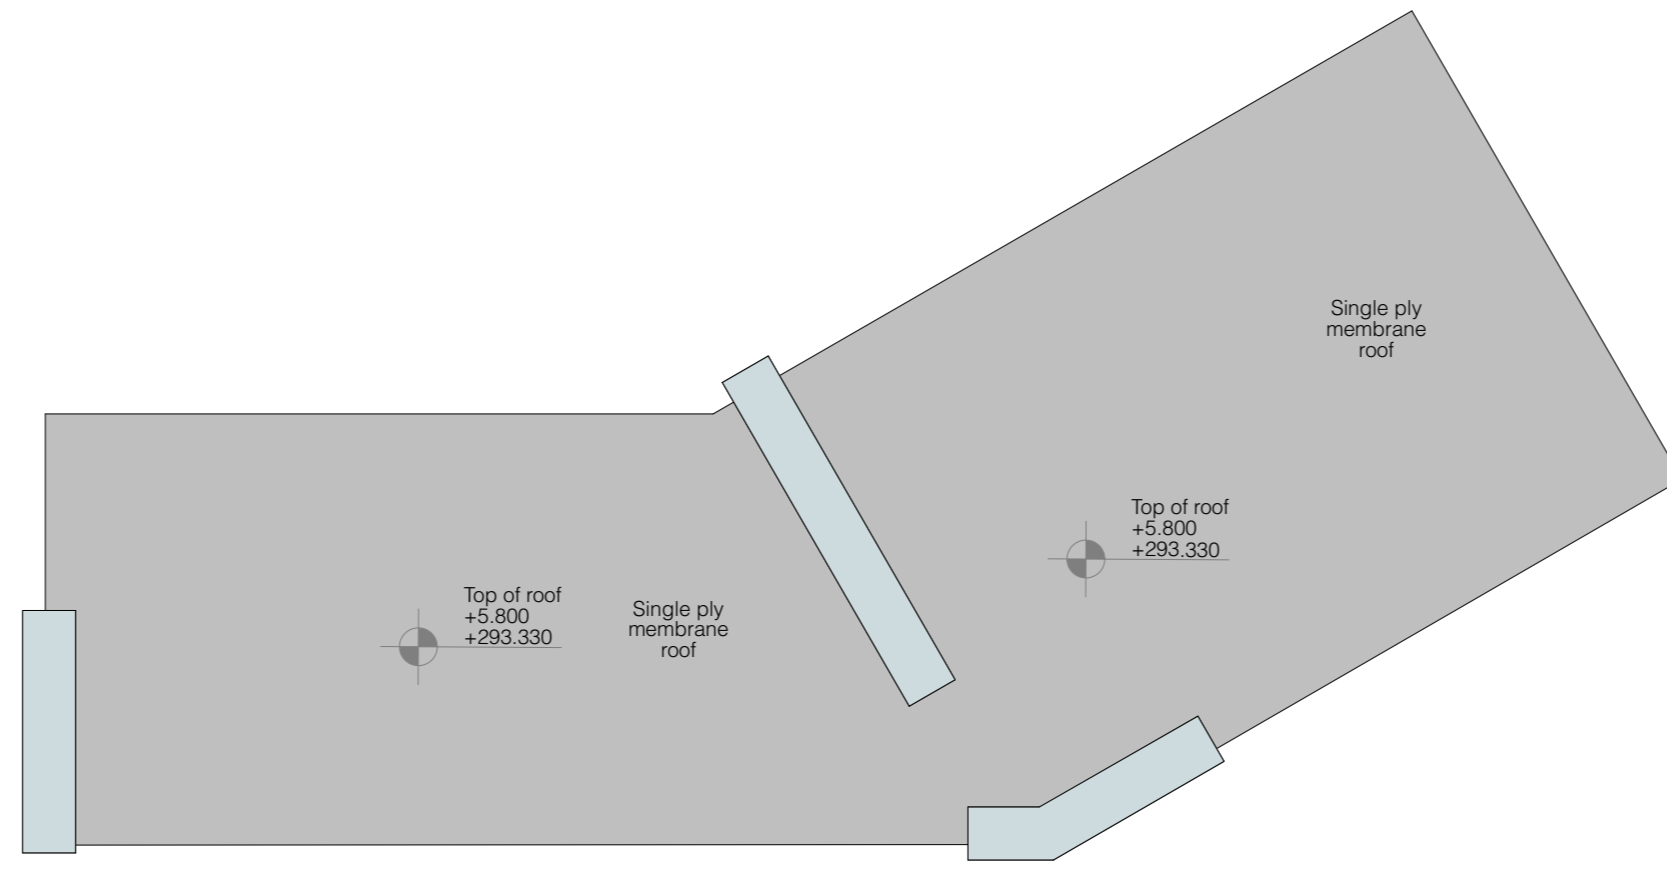 Single ply
membrane
roof
Top of roof
+5.800
+293.330
Top of roof
+5.800
+293.330
Single ply
membrane
roof